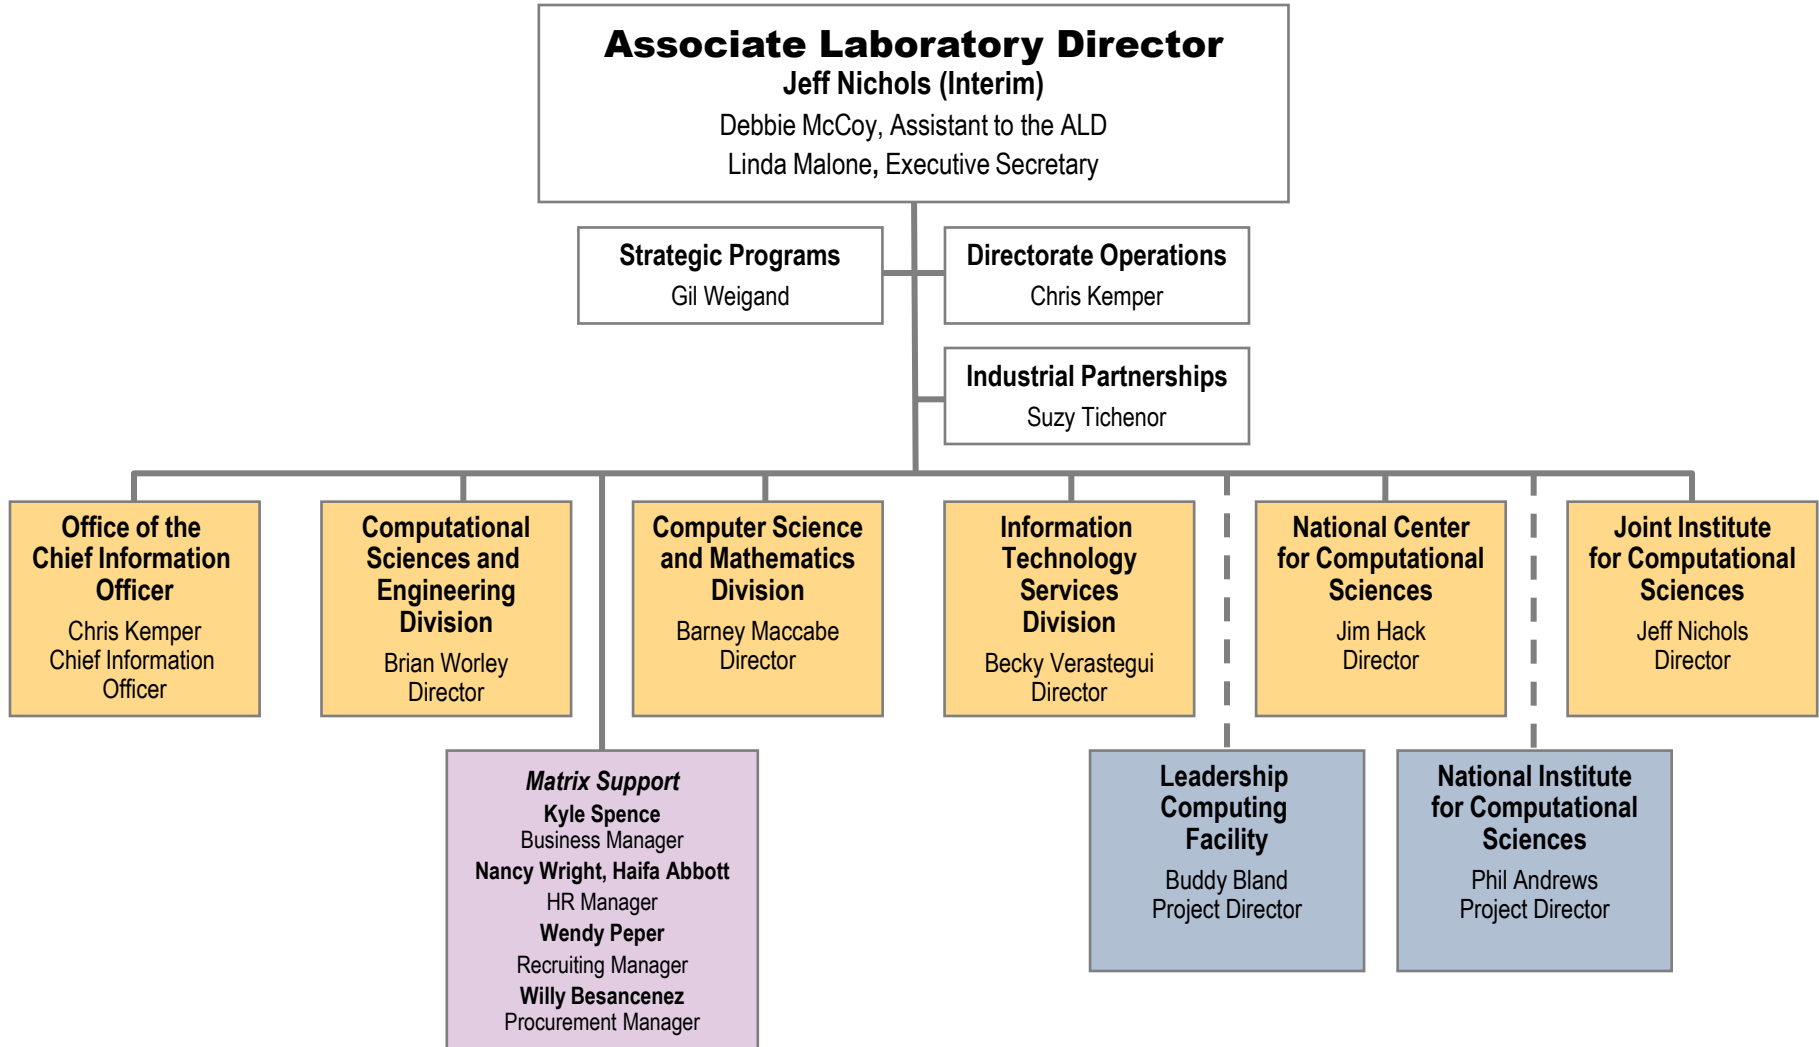 Associate Laboratory Director
Jeff Nichols (Interim)
Debbie McCoy, Assistant to the ALD
Linda Malone, Executive Secretary
Strategic Programs
Gil Weigand
Directorate Operations
Chris Kemper
Industrial Partnerships
Suzy Tichenor
Office of the
Chief Information
Officer
Chris Kemper
Chief Information
Officer
Computational
Sciences and
Engineering
Division
Brian Worley
Director
Computer Science
and Mathematics
Division
Barney Maccabe
Director
Information
Technology
Services
Division
Becky Verastegui
Director
National Center
for Computational
Sciences
Jim Hack
Director
Joint Institute
for Computational
Sciences
Jeff Nichols
Director
Matrix Support
Kyle Spence
Business Manager
Nancy Wright, Haifa Abbott
HR Manager
Wendy Peper
Recruiting Manager
Willy Besancenez
Procurement Manager
Leadership
Computing
Facility
Buddy Bland
Project Director
National Institute
for Computational
Sciences
Phil Andrews
Project Director